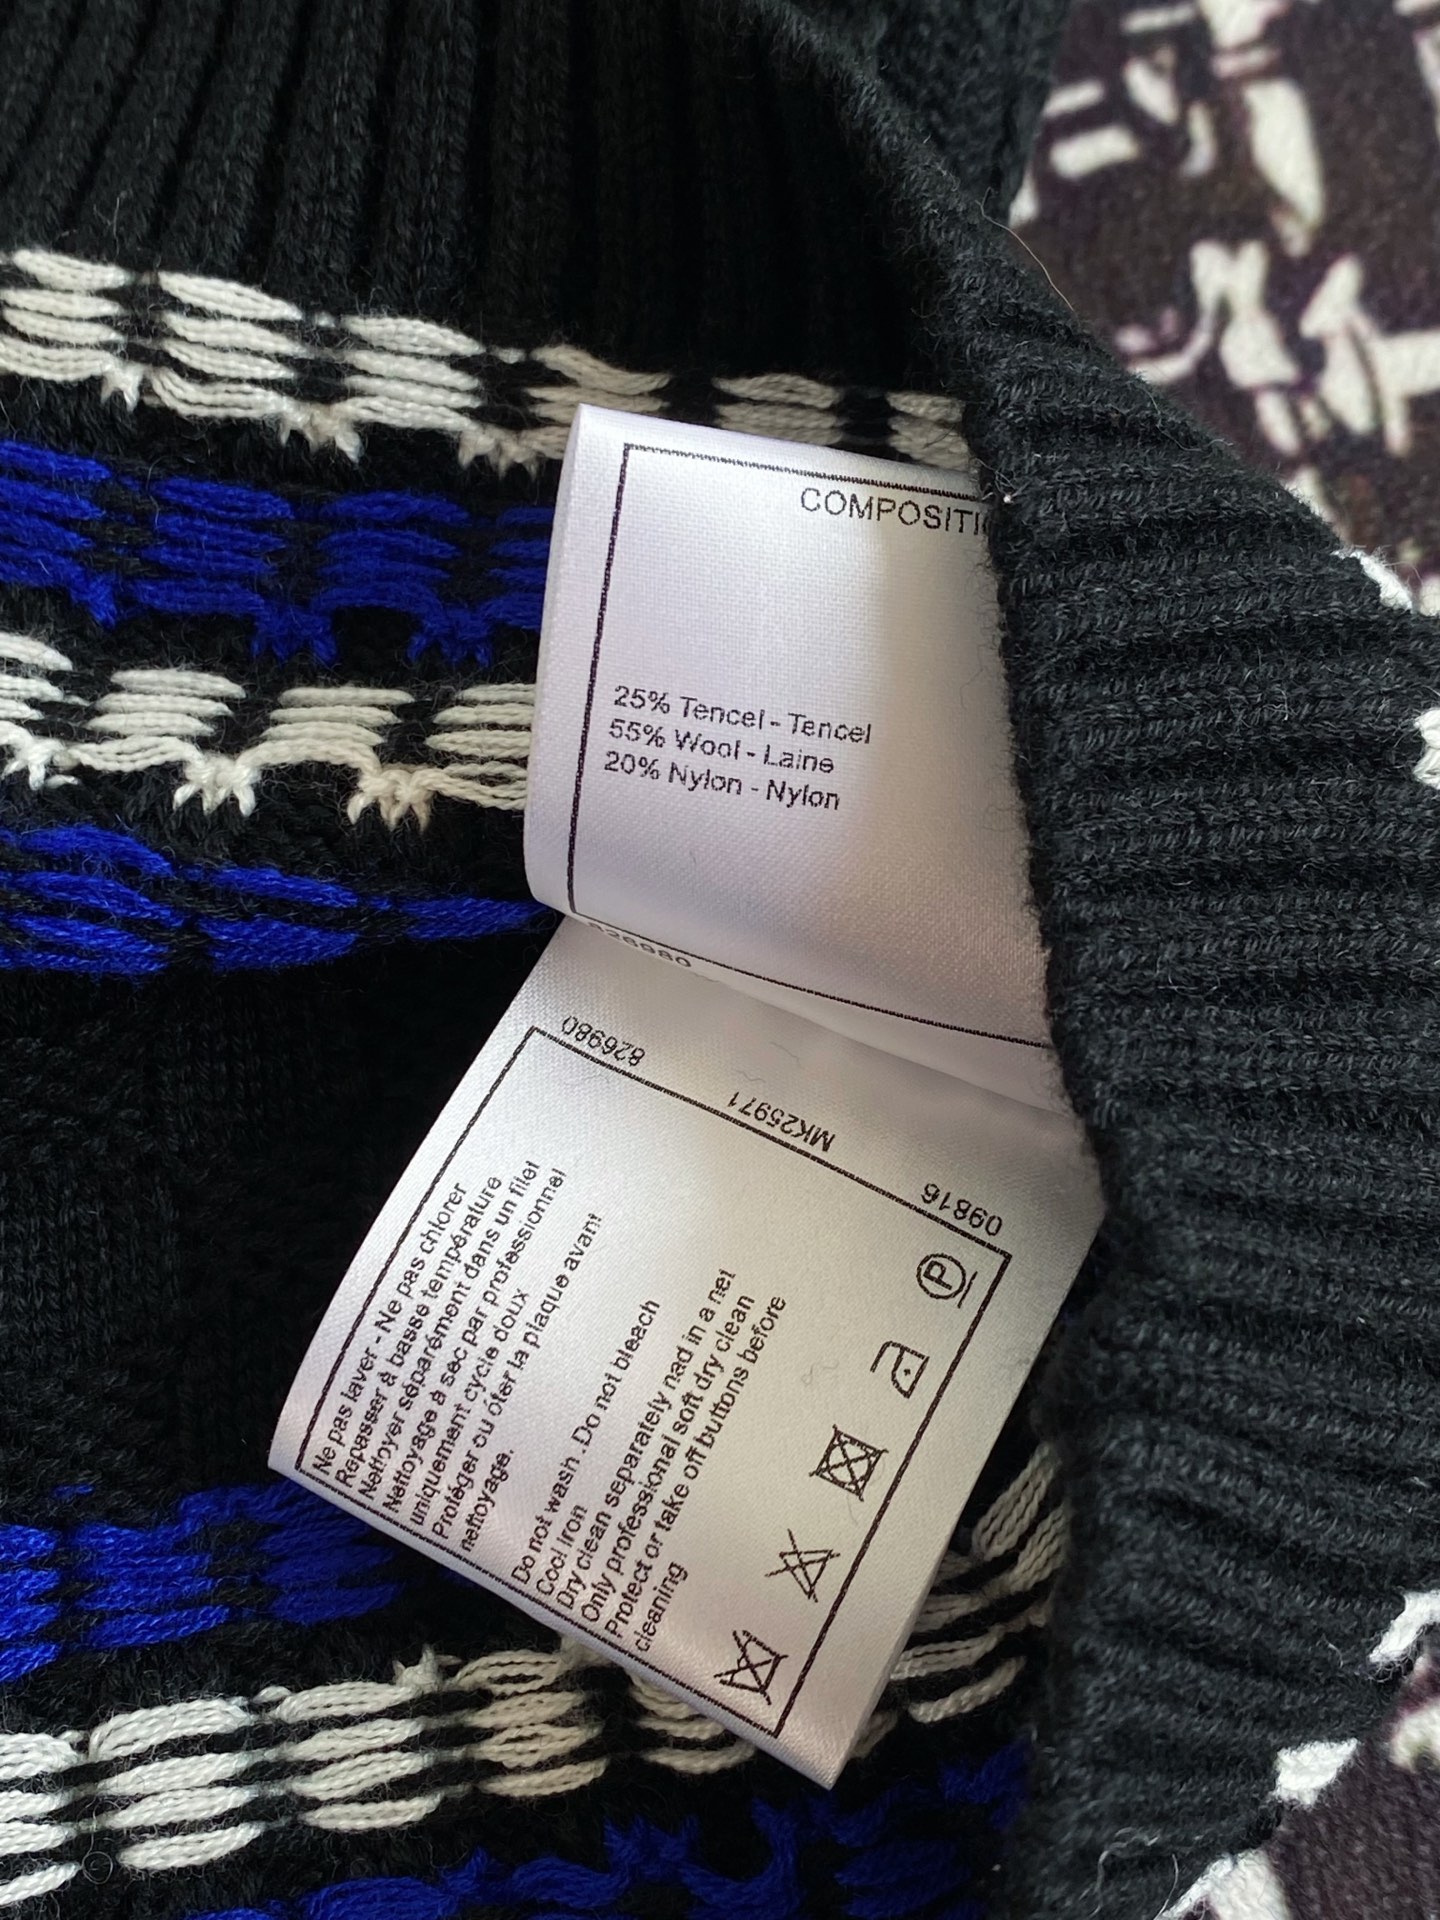 COMPOSITI
25% Tencel - Tencel
55% Wool - Laine
20% Nylon - Nylon
826980
826980
MK25971
09816
Ne pas laver - Ne pas chlorer
Repasser à basse température
Nettoyer séparément dans un filet
Nettoyage à sec par professionnel
uniquement cycle doux
Protéger ou óter la plaque avant
nettoyage.
Do not wash . Do not bleach
Cool iron
Dry clean separately nad in a net
Only professional soft dry clean
Protect or take off buttons before
cleaning
P